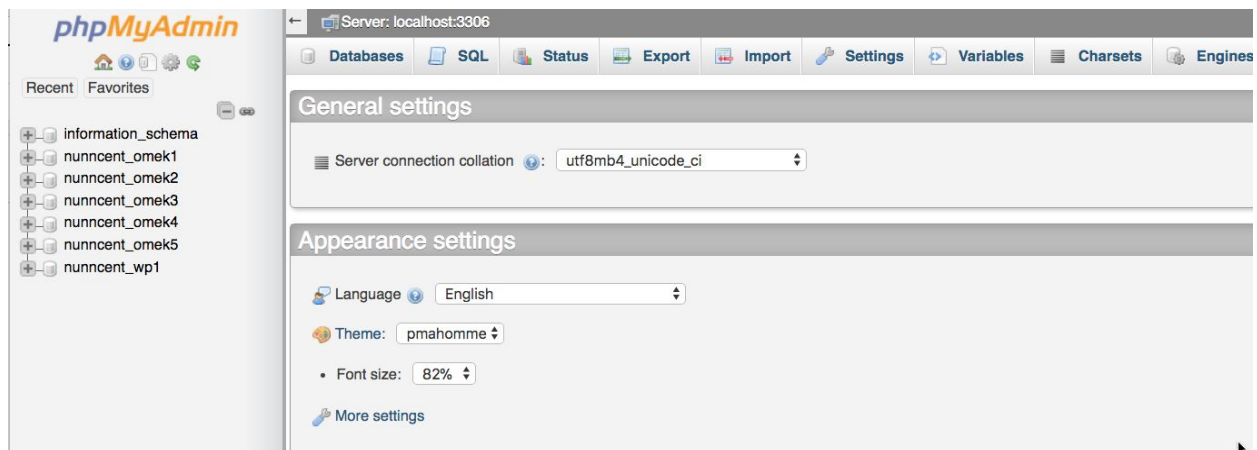 phpMyAdmin
Recent Favorites
information_schema
nunncent_omek1
nunncent_omek2
nunncent_omek3
nunncent_omek4
nunncent_omek5
nunncent_wp1
Server: localhost:3306
Databases SQL Status Export Import Settings Variables Charsets Engines
General settings
Server connection collation : utf8mb4_unicode_ci
Appearance settings
Language English
Theme: pmahomme
• Font size: 82%
More settings